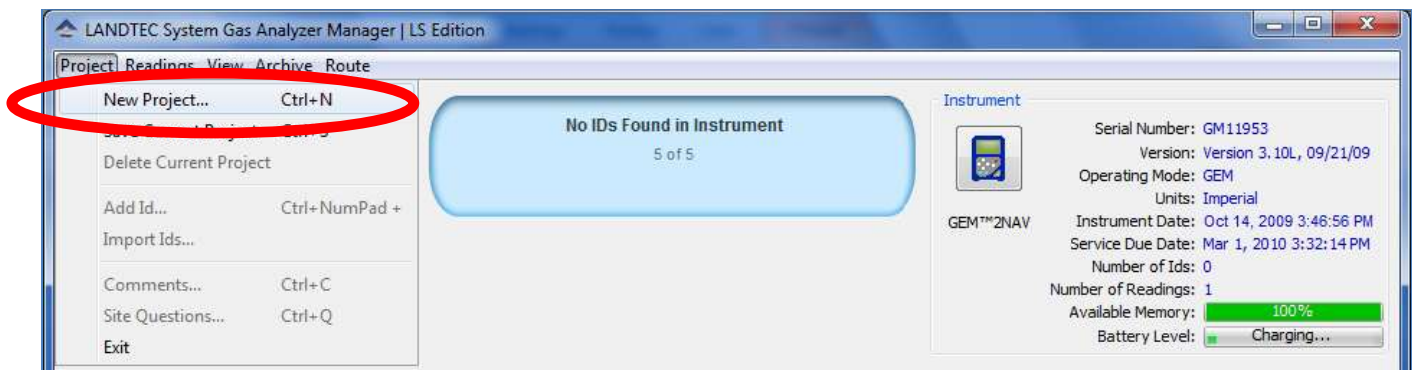 LANDTEC System Gas Analyzer Manager | LS Edition
Project Readings View Archive Route
New Project... Ctrl+N
Save Current Project Ctrl+S
Delete Current Project
Add Id... Ctrl+NumPad +
Import Ids...
Comments... Ctrl+C
Site Questions... Ctrl+Q
Exit
No IDs Found in Instrument
5 of 5
Instrument
GEM™2NAV
Serial Number: GM11953
Version: Version 3.10L, 09/21/09
Operating Mode: GEM
Units: Imperial
Instrument Date: Oct 14, 2009 3:46:56 PM
Service Due Date: Mar 1, 2010 3:32:14 PM
Number of Ids: 0
Number of Readings: 1
Available Memory: 100%
Battery Level: Charging...